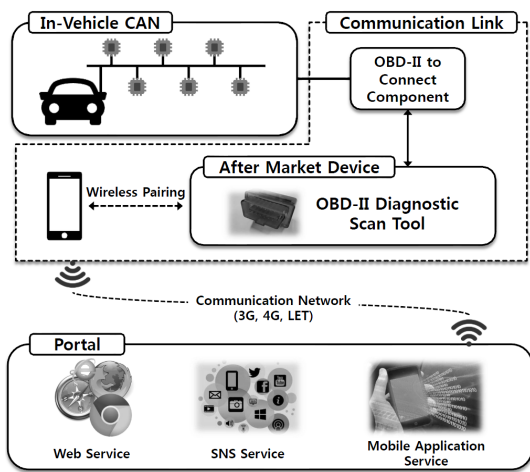 In-Vehicle CAN
Communication Link
OBD-II to
Connect
Component
After Market Device
Wireless Pairing
OBD-II Diagnostic
Scan Tool
Communication Network
(3G, 4G, LET)
Portal
Web Service
SNS Service
Mobile Application
Service